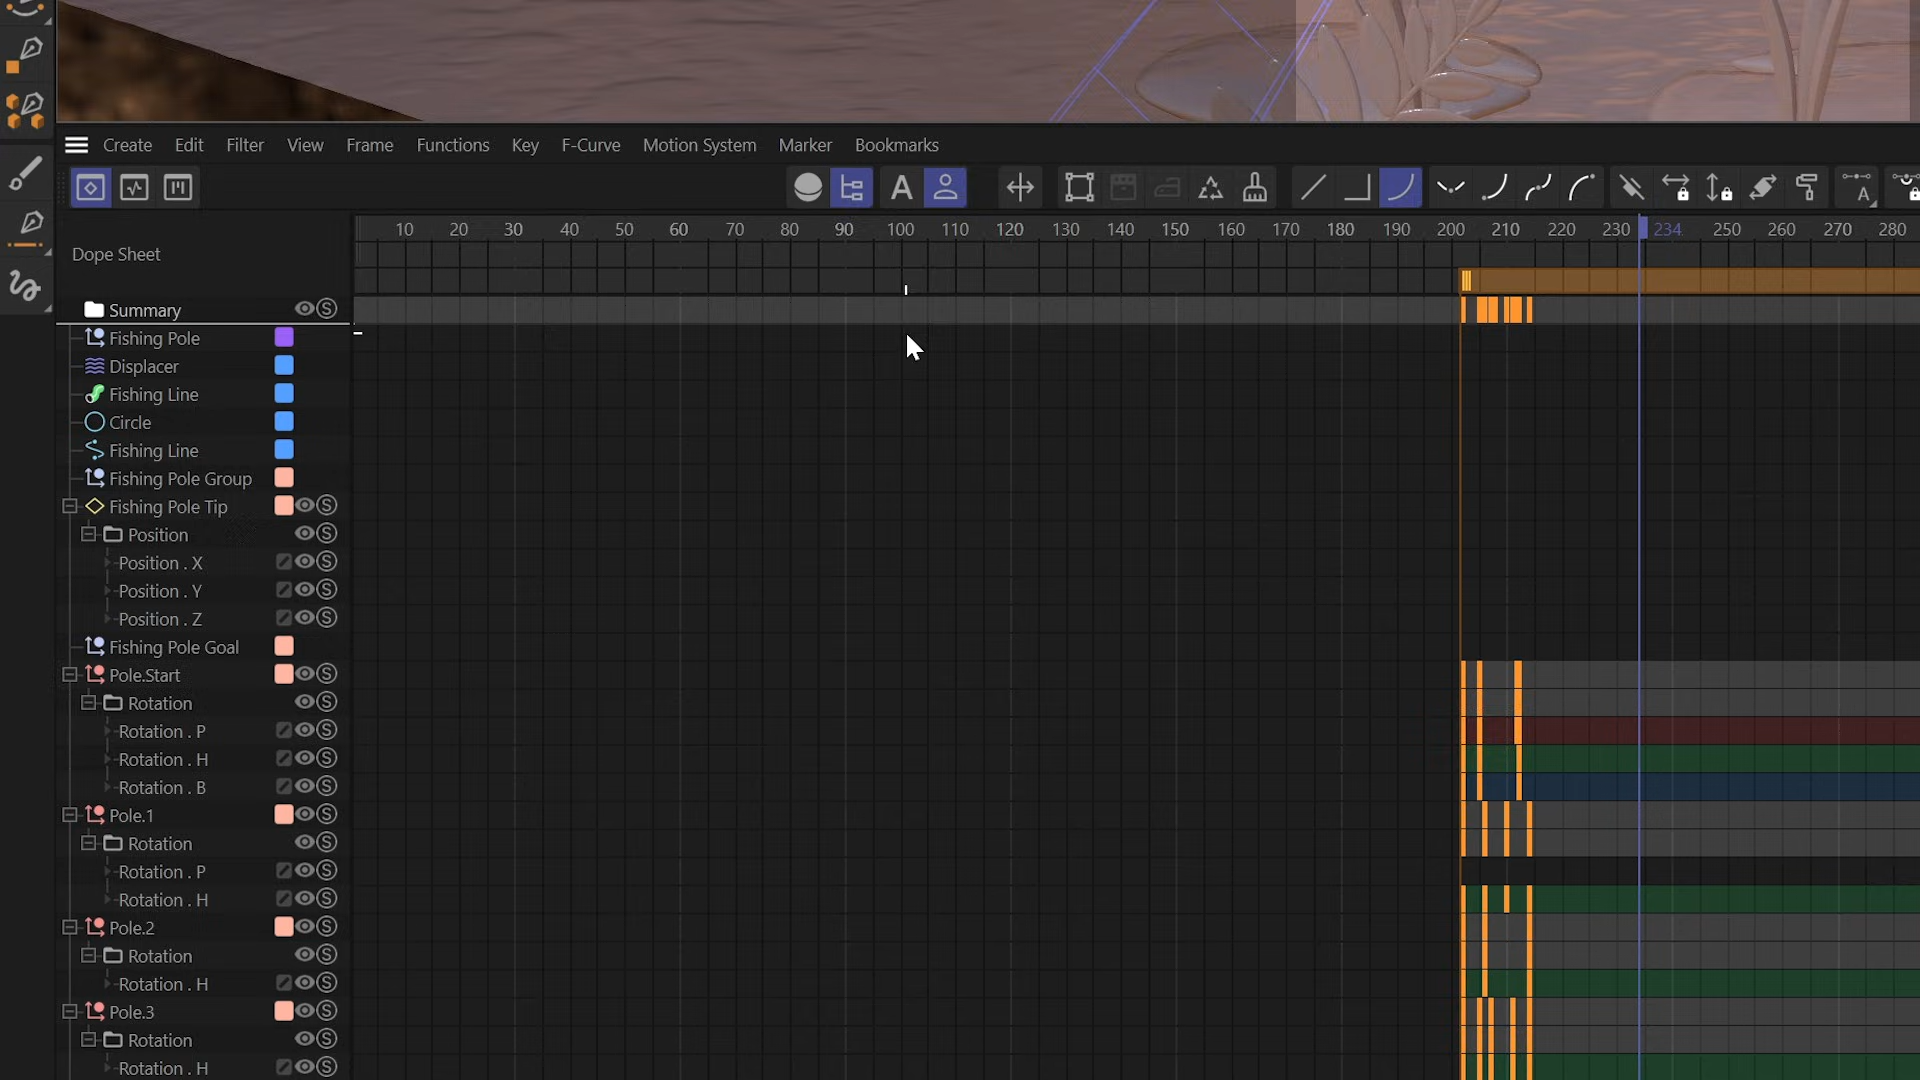 Create Edit Filter View Frame Functions Key F-Curve Motion System Marker Bookmarks
A A
10 20 30 40 50 60 70 80 90 100 110 120 130 140 150 160 170 180 190 200 210 220 230 234 250 260 270 280
Dope Sheet
Summary S
Fishing Pole
Displacer
Fishing Line
Circle
Fishing Line
Fishing Pole Group
Fishing Pole Tip S
Position S
Position . X S
Position . Y S
Position . Z S
Fishing Pole Goal
Pole.Start S
Rotation S
Rotation . P S
Rotation . H S
Rotation . B S
Pole.1 S
Rotation S
Rotation . P S
Rotation . H S
Pole.2 S
Rotation S
Rotation . H S
Pole.3 S
Rotation S
Rotation . H S